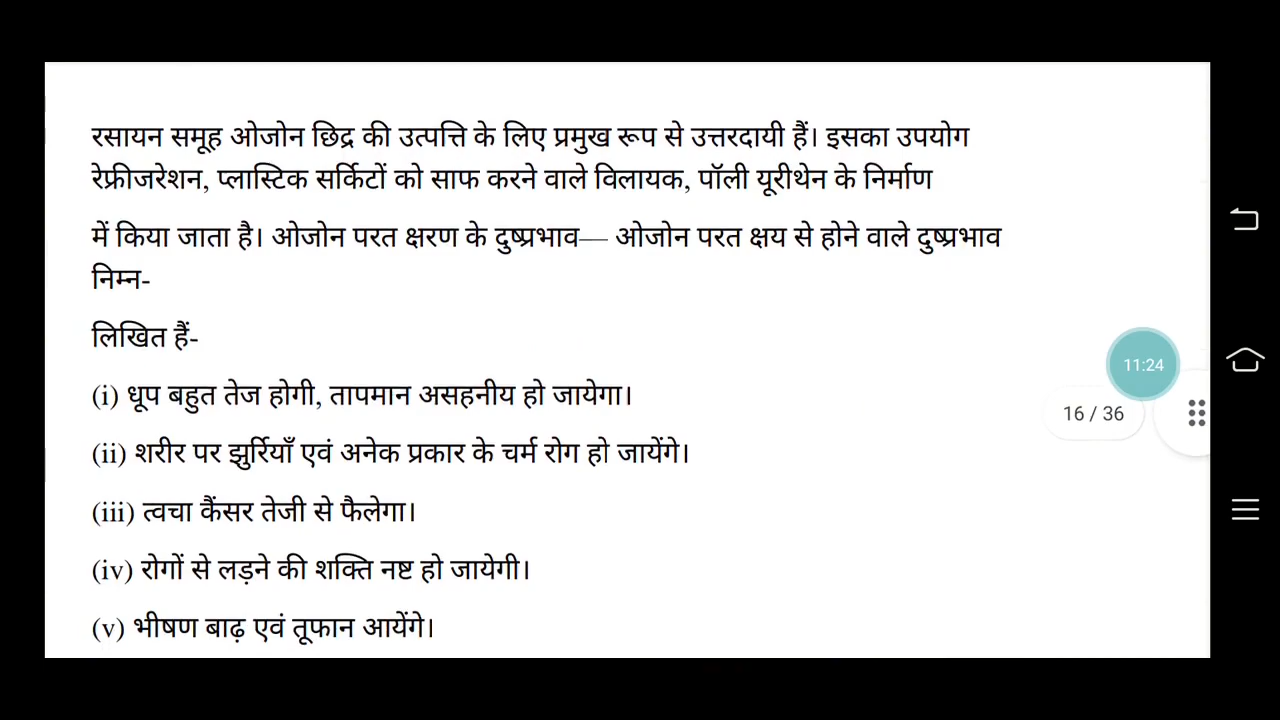 रसायन समूह ओजोन छिद्र की उत्पत्ति के लिए प्रमुख रूप से उत्तरदायी हैं। इसका उपयोग
रेफ्रीजरेशन, प्लास्टिक सर्किटों को साफ करने वाले विलायक, पॉली यूरीथेन के निर्माण
में किया जाता है। ओजोन परत क्षरण के दुष्प्रभाव— ओजोन परत क्षय से होने वाले दुष्प्रभाव
निम्न-
लिखित हैं-
(i) धूप बहुत तेज होगी, तापमान असहनीय हो जायेगा।
11:24
16 / 36
(ii) शरीर पर झुर्रियाँ एवं अनेक प्रकार के चर्म रोग हो जायेंगे।
(iii) त्वचा कैंसर तेजी से फैलेगा।
(iv) रोगों से लड़ने की शक्ति नष्ट हो जायेगी।
(v) भीषण बाढ़ एवं तूफान आयेंगे।